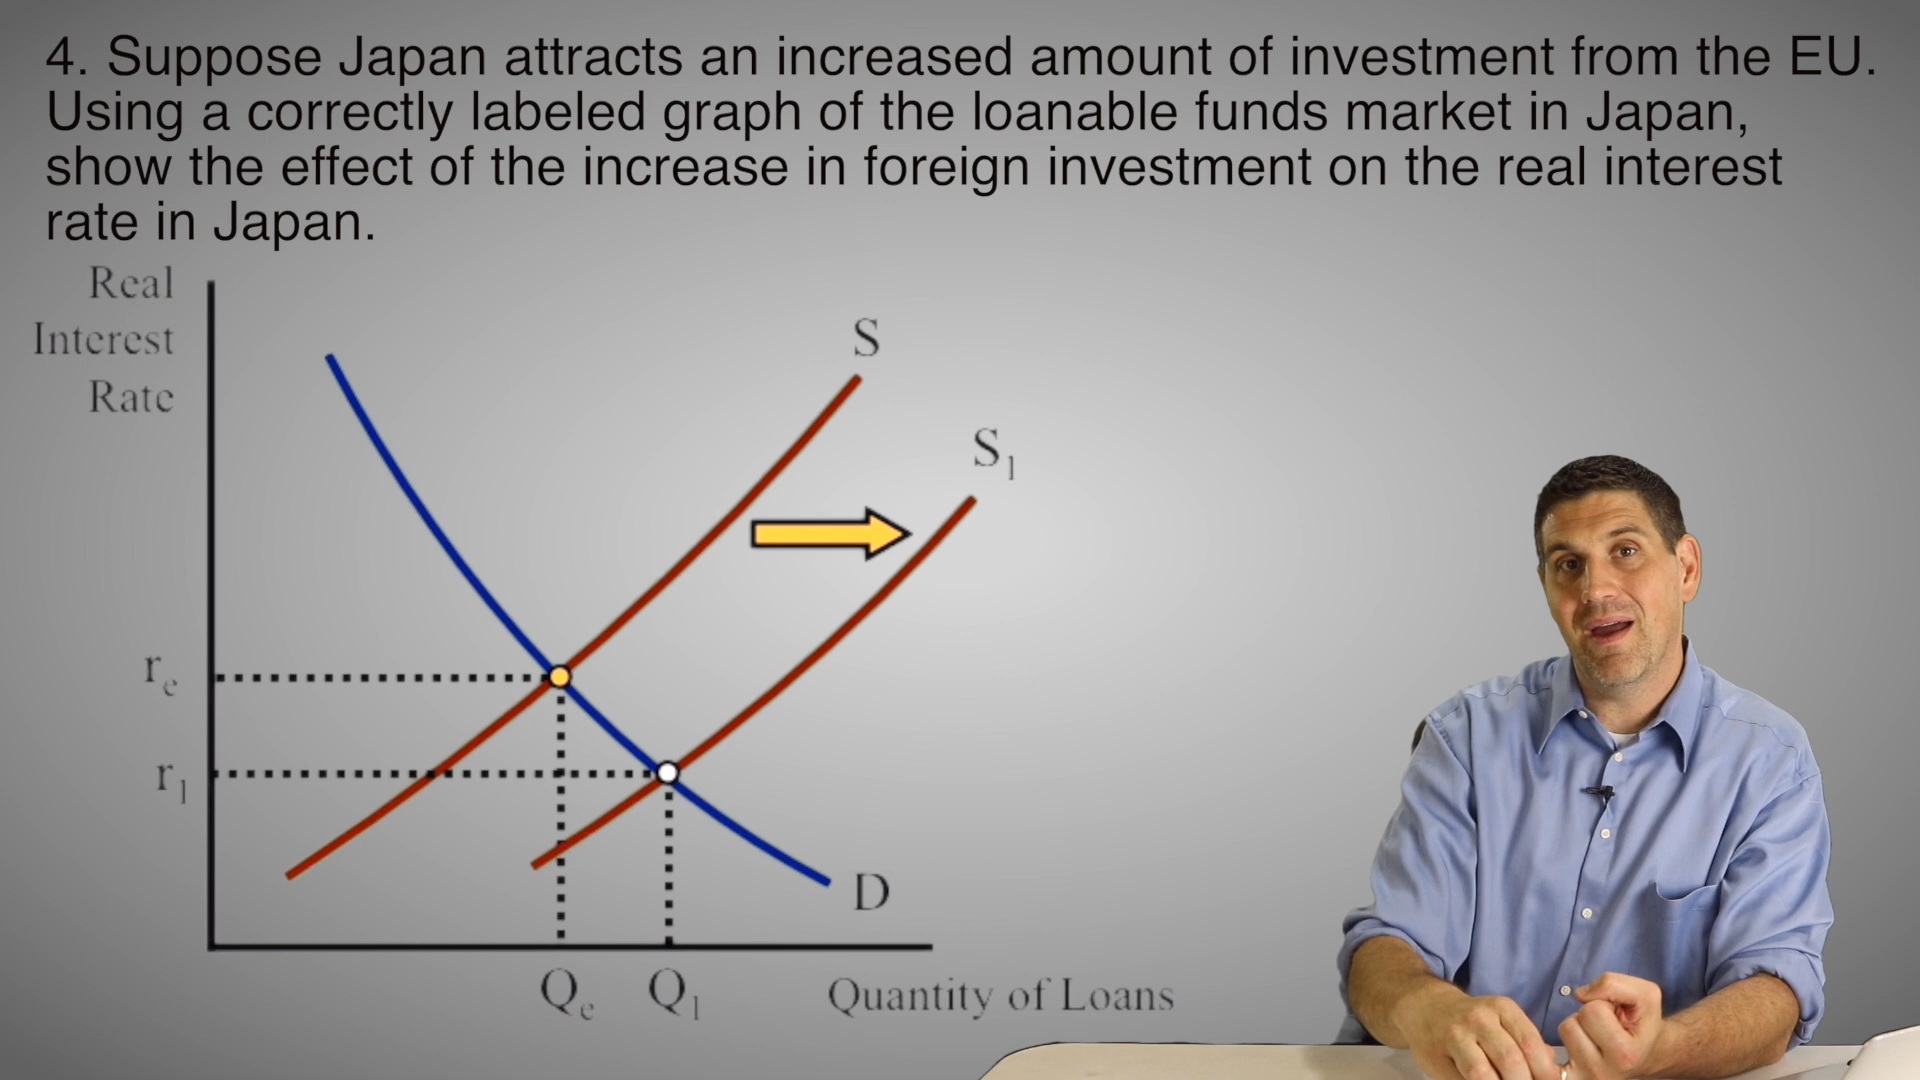 4. Suppose Japan attracts an increased amount of investment from the EU.
Using a correctly labeled graph of the loanable funds market in Japan,
show the effect of the increase in foreign investment on the real interest
rate in Japan.
Real
Interest
Rate
S
S₁
rₑ
r₁
D
Qₑ Q₁ Quantity of Loans